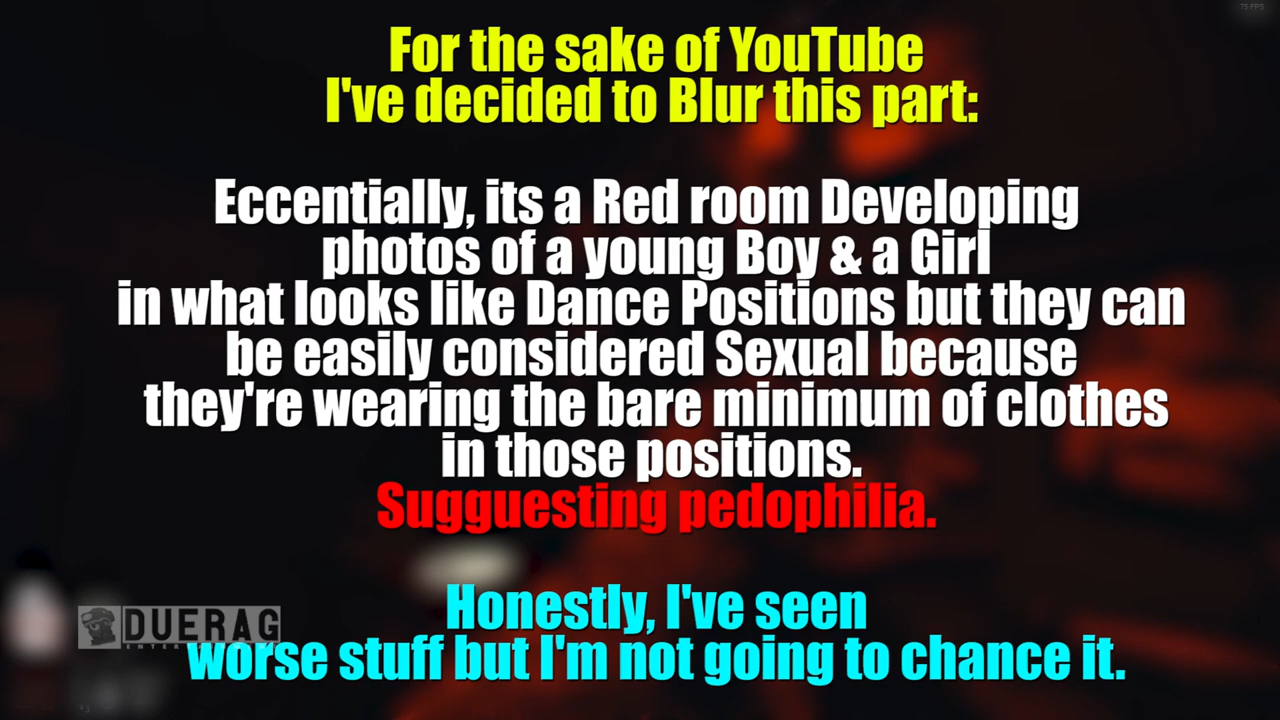 75 FPS
For the sake of YouTube
I've decided to Blur this part:
Eccentially, its a Red room Developing
photos of a young Boy & a Girl
in what looks like Dance Positions but they can
be easily considered Sexual because
they're wearing the bare minimum of clothes
in those positions.
Sugguesting pedophilia.
Honestly, I've seen
worse stuff but I'm not going to chance it.
DUERAG